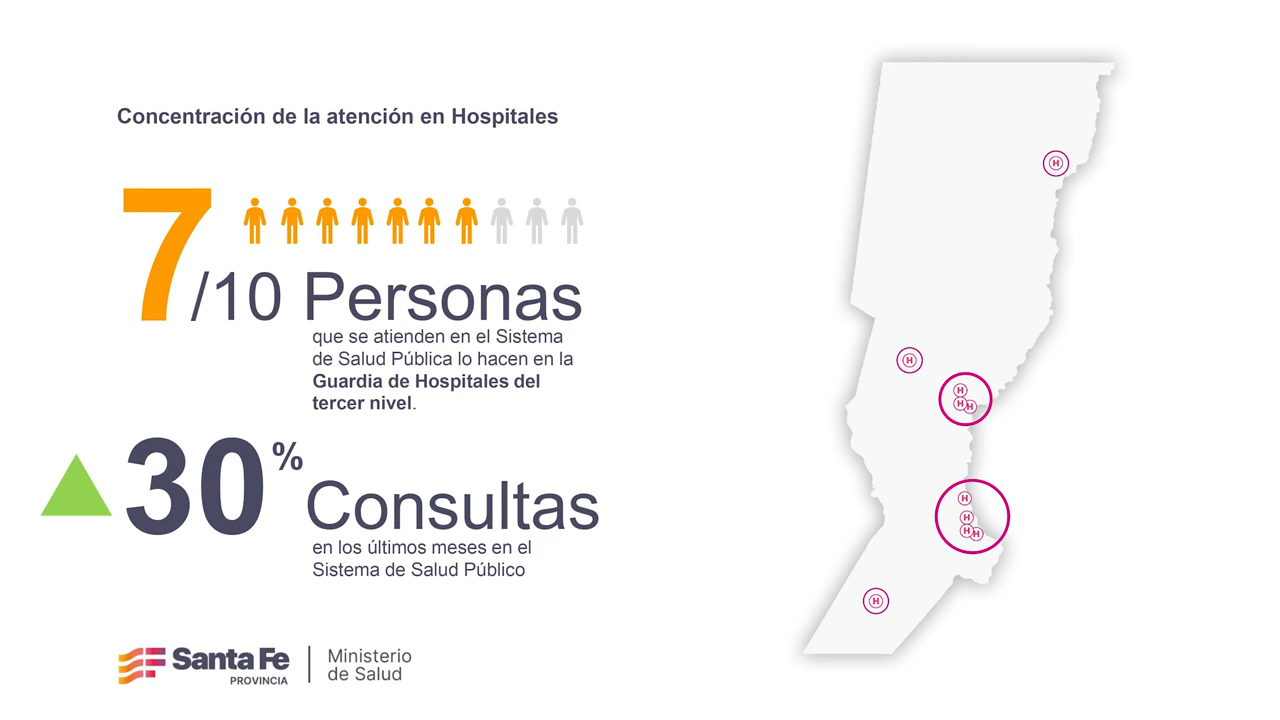 Concentración de la atención en Hospitales
7/10 Personas
que se atienden en el Sistema
de Salud Pública lo hacen en la
Guardia de Hospitales del
tercer nivel.
30% Consultas
en los últimos meses en el
Sistema de Salud Público
Santa Fe
PROVINCIA
Ministerio
de Salud
H
H
H
H
H
H
H
H
H
H